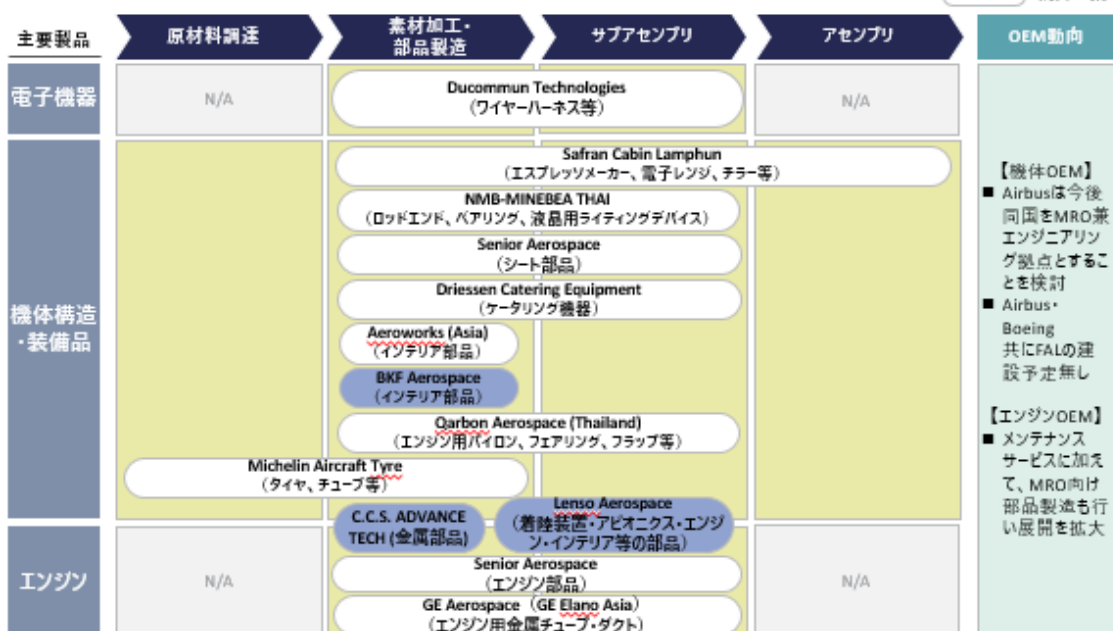 主要製品
原材料調達
素材加工・
部品製造
サブアセンブリ
アセンブリ
OEM動向
電子機器
N/A
Ducommun Technologies
（ワイヤーハーネス等）
N/A
機体構造
・装備品
Safran Cabin Lamphun
（エスプレッソメーカー、電子レンジ、チラー等）
NMB-MINEBEA THAI
（ロッドエンド、ベアリング、液晶用ライティングデバイス）
Senior Aerospace
（シート部品）
Driessen Catering Equipment
（ケータリング機器）
Aeroworks (Asia)
（インテリア部品）
BKF Aerospace
（インテリア部品）
Qarbon Aerospace (Thailand)
（エンジン用パイロン、フェアリング、フラップ等）
Michelin Aircraft Tyre
（タイヤ、チューブ等）
C.C.S. ADVANCE
TECH (金属部品)
Lenso Aerospace
（着陸装置・アビオニクス・エンジ
ン・インテリア等の部品）
エンジン
N/A
Senior Aerospace
（エンジン部品）
GE Aerospace（GE Elano Asia）
（エンジン用金属チューブ・ダクト）
N/A
【機体OEM】
■ Airbusは今後
同国をMRO兼
エンジニアリン
グ拠点とするこ
とを検討
■ Airbus・
Boeing
共にFALの建
設予定無し
【エンジンOEM】
■ メンテナンス
サービスに加え
て、MRO向け
部品製造も行
い展開を拡大